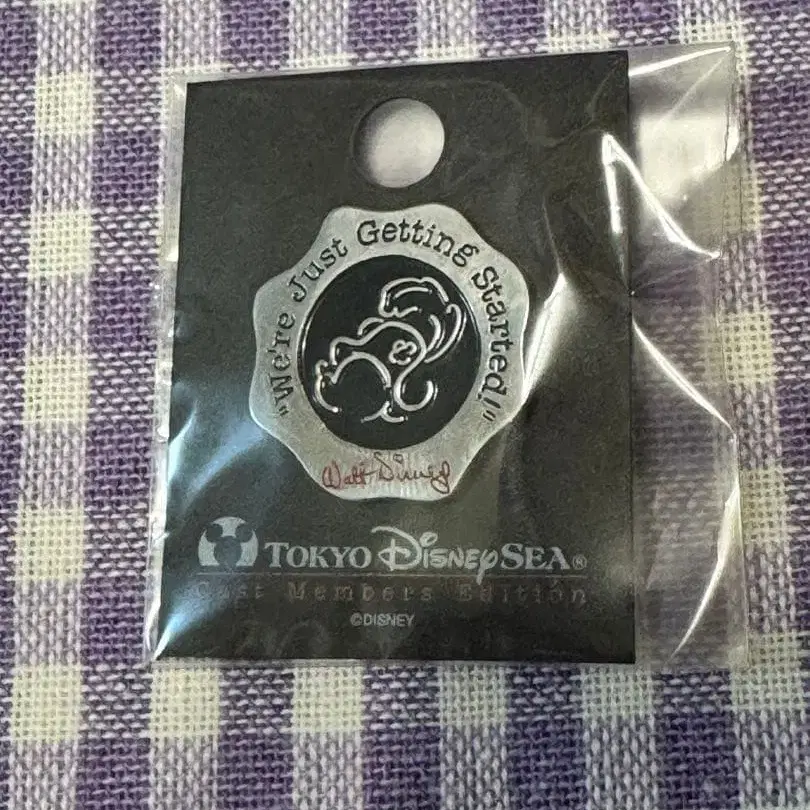 "We're Just Getting Started!"
Walt Disney
TOKYO DISNEYSEA®
Cast Members Edition
©DISNEY